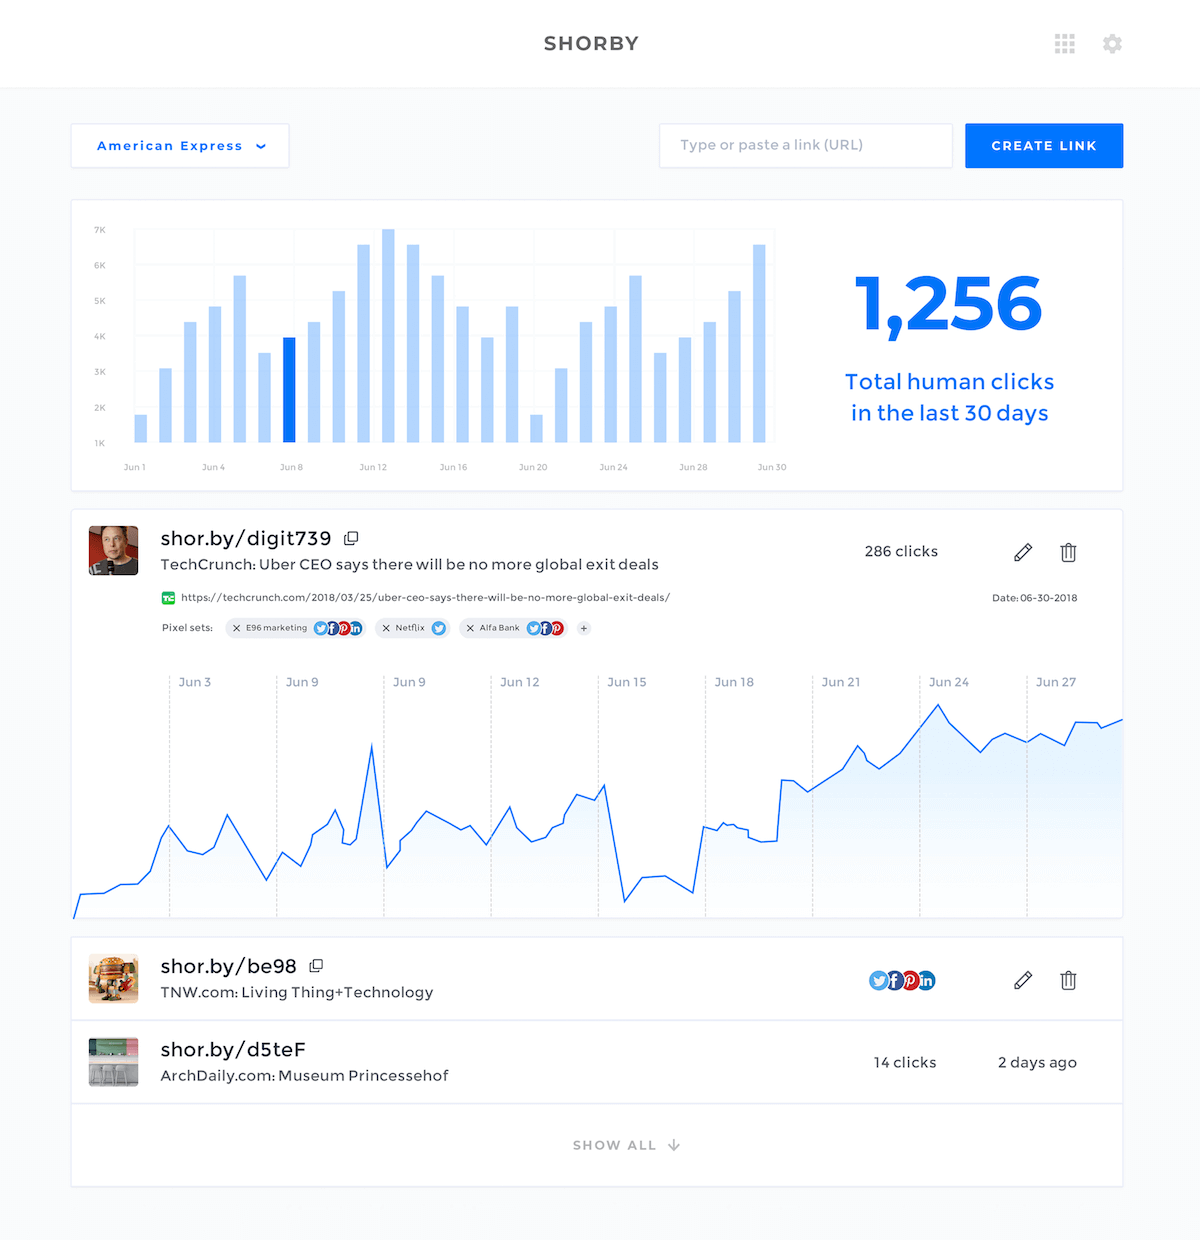 SHORBY
American Express
Type or paste a link (URL)
CREATE LINK
7K
6K
5K
4K
3K
2K
1K
Jun 1
Jun 4
Jun 8
Jun 12
Jun 16
Jun 20
Jun 24
Jun 28
Jun 30
1,256
Total human clicks
in the last 30 days
shor.by/digit739
TechCrunch: Uber CEO says there will be no more global exit deals
286 clicks
https://techcrunch.com/2018/03/25/uber-ceo-says-there-will-be-no-more-global-exit-deals/
Date: 06-30-2018
Pixel sets:
E96 marketing
Netflix
Alfa Bank
Jun 3
Jun 9
Jun 9
Jun 12
Jun 15
Jun 18
Jun 21
Jun 24
Jun 27
shor.by/be98
TNW.com: Living Thing+Technology
shor.by/d5teF
ArchDaily.com: Museum Princessehof
14 clicks
2 days ago
SHOW ALL